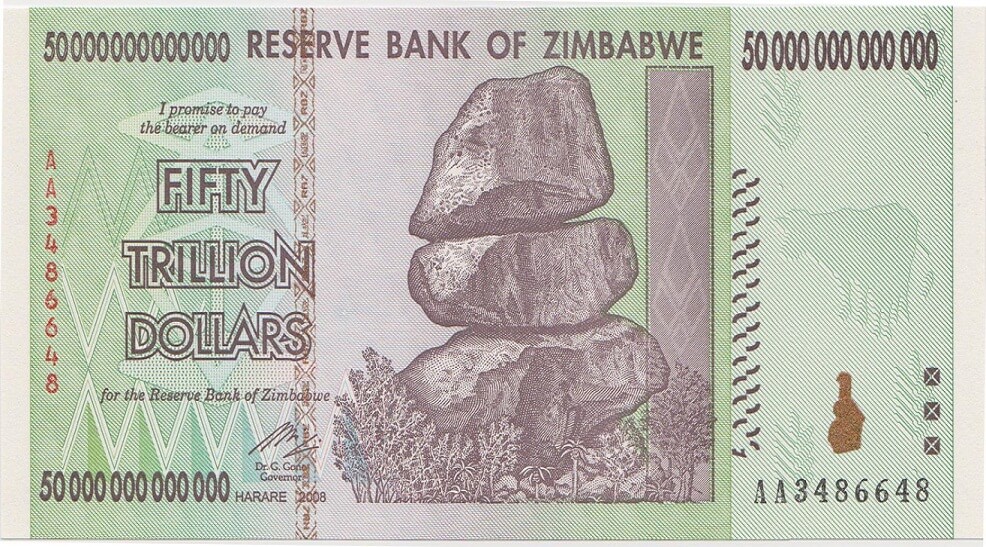 50000000000000 RESERVE BANK OF ZIMBABWE 50 000 000 000 000
I promise to pay
the bearer on demand
FIFTY
TRILLION
DOLLARS
AA3486648
for the Reserve Bank of Zimbabwe
Dr. G. Gono
Governor
50 000 000 000 000 HARARE 2008
AA3486648